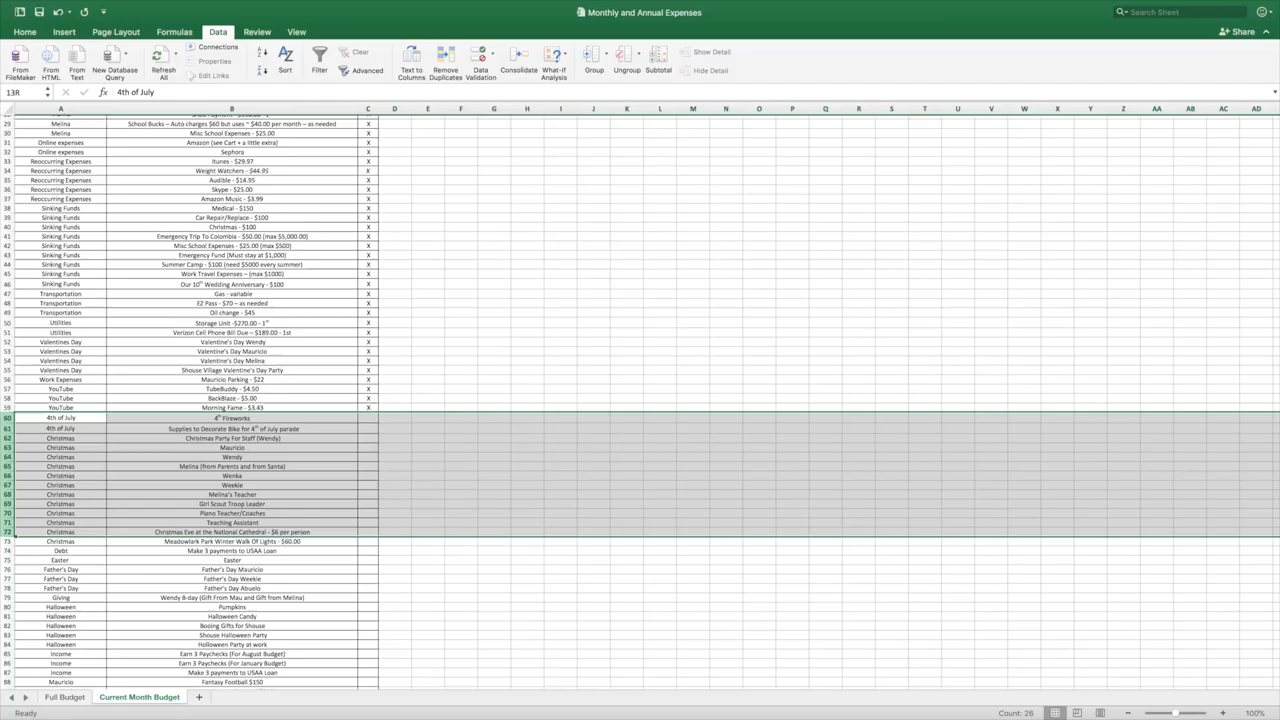 Monthly and Annual Expenses
Search Sheet
Home Insert Page Layout Formulas Data Review View Share
From FileMaker From HTML New Database Query Refresh All Connections Properties Edit Links Sort Filter Clear Advanced Text to Columns Remove Duplicates Data Validation Consolidate What-if Analysis Group Ungroup Subtotal Show Detail Hide Detail
13R fx 4th of July
A B C D E F G H I J K L M N O P Q R S T U V W X Y Z AA AB AC AD
29 Melina School Bucks – Auto charges $60 but uses ~ $40.00 per month – as needed X
30 Melina Misc School Expenses - $25.00 X
31 Online expenses Amazon (see Cart + a little extra) X
32 Online expenses Sephora X
33 Reoccurring Expenses Itunes - $29.97 X
34 Reoccurring Expenses Weight Watchers - $44.95 X
35 Reoccurring Expenses Audible - $14.95 X
36 Reoccurring Expenses Skype - $25.00 X
37 Reoccurring Expenses Amazon Music - $3.99 X
38 Sinking Funds Medical - $150 X
39 Sinking Funds Car Repair/Replace - $100 X
40 Sinking Funds Christmas - $100 X
41 Sinking Funds Emergency Trip To Colombia - $50.00 (max $5,000.00) X
42 Sinking Funds Misc School Expenses - $25.00 (max $500) X
43 Sinking Funds Emergency Fund (Must stay at $1,000) X
44 Sinking Funds Summer Camp - $100 (need $5000 every summer) X
45 Sinking Funds Work Travel Expenses – (max $1000) X
46 Sinking Funds Our 10th Wedding Anniversary - $100 X
47 Transportation Gas - variable X
48 Transportation EZ Pass - $70 – as needed X
49 Transportation Oil change - $45 X
50 Utilities Storage Unit -$270.00 - 1st X
51 Utilities Verizon Cell Phone Bill Due – $189.00 - 1st X
52 Valentines Day Valentine's Day Wendy X
53 Valentines Day Valentine's Day Mauricio X
54 Valentines Day Valentine's Day Melina X
55 Valentines Day Shouse Village Valentine's Day Party X
56 Work Expenses Mauricio Parking - $22 X
57 YouTube TubeBuddy - $4.50 X
58 YouTube BackBlaze - $5.00 X
59 YouTube Morning Fame - $3.43 X
60 4th of July 4th Fireworks
61 4th of July Supplies to Decorate Bike for 4th of July parade
62 Christmas Christmas Party For Staff (Wendy)
63 Christmas Mauricio
64 Christmas Wendy
65 Christmas Melina (from Parents and from Santa)
66 Christmas Wenka
67 Christmas Weekie
68 Christmas Melina's Teacher
69 Christmas Girl Scout Troop Leader
70 Christmas Piano Teacher/Coaches
71 Christmas Teaching Assistant
72 Christmas Christmas Eve at the National Cathedral - $6 per person
73 Christmas Meadowlark Park Winter Walk Of Lights - $60.00
74 Debt Make 3 payments to USAA Loan
75 Easter Easter
76 Father's Day Father's Day Mauricio
77 Father's Day Father's Day Weekie
78 Father's Day Father's Day Abuelo
79 Giving Wendy B-day (Gift From Mau and Gift from Melina)
80 Halloween Pumpkins
81 Halloween Halloween Candy
82 Halloween Booing Gifts for Shouse
83 Halloween Shouse Halloween Party
84 Halloween Holloween Party at work
85 Income Earn 3 Paychecks (For August Budget)
86 Income Earn 3 Paychecks (For January Budget)
87 Income Make 3 payments to USAA Loan
88 Mauricio Fantasy Football $150
Full Budget Current Month Budget +
Ready Count: 26 100%